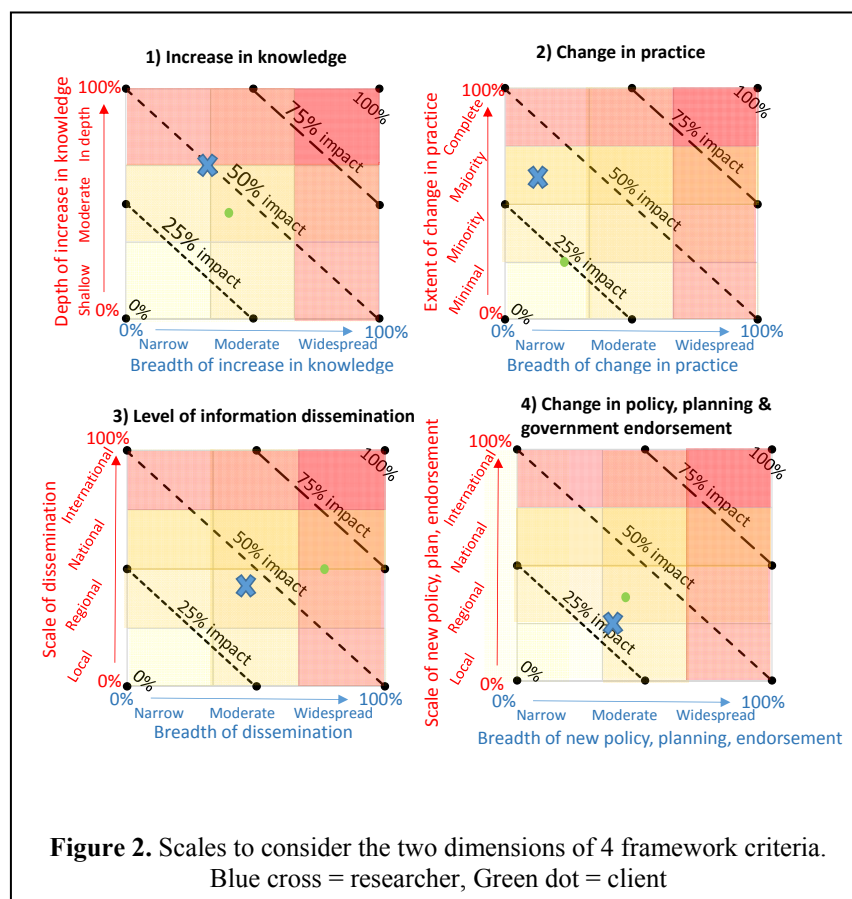 1) Increase in knowledge
100%
100%
75% impact
50% impact
25% impact
0%
0%
Depth of increase in knowledge
In depth
Moderate
Shallow
0%
100%
Narrow
Moderate
Widespread
Breadth of increase in knowledge
2) Change in practice
100%
100%
75% impact
50% impact
25% impact
0%
0%
Extent of change in practice
Complete
Majority
Minority
Minimal
0%
100%
Narrow
Moderate
Widespread
Breadth of change in practice
3) Level of information dissemination
100%
100%
75% impact
50% impact
25% impact
0%
0%
Scale of dissemination
International
National
Regional
Local
0%
100%
Narrow
Moderate
Widespread
Breadth of dissemination
4) Change in policy, planning &
government endorsement
100%
100%
75% impact
50% impact
25% impact
0%
0%
Scale of new policy, plan, endorsement
International
National
Regional
Local
0%
100%
Narrow
Moderate
Widespread
Breadth of new policy, planning, endorsement
Figure 2. Scales to consider the two dimensions of 4 framework criteria.
Blue cross = researcher, Green dot = client